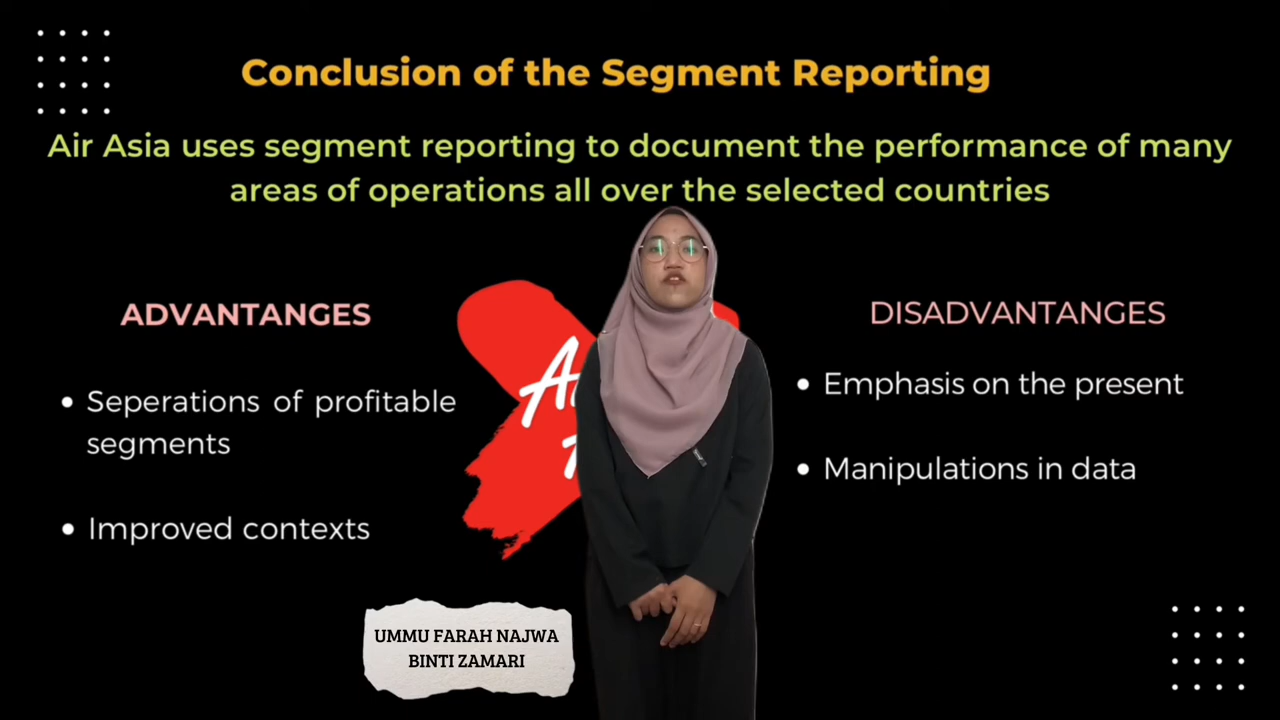 Conclusion of the Segment Reporting
Air Asia uses segment reporting to document the performance of many
areas of operations all over the selected countries
ADVANTANGES
Seperations of profitable
segments
Improved contexts
DISADVANTANGES
Emphasis on the present
Manipulations in data
UMMU FARAH NAJWA
BINTI ZAMARI